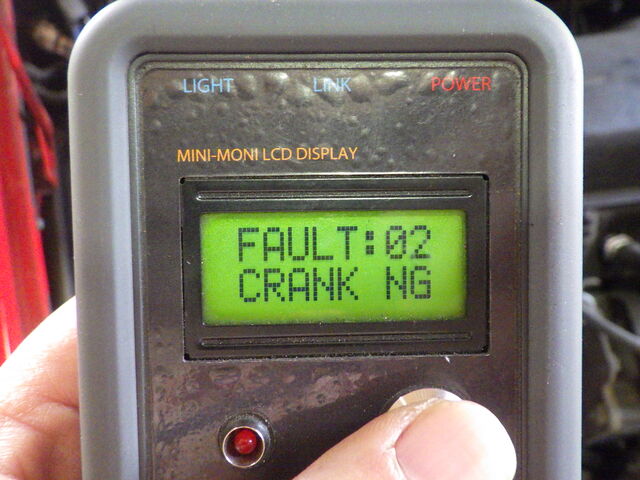 LIGHT LINK POWER
MINI-MONI LCD DISPLAY
FAULT:02
CRANK NG